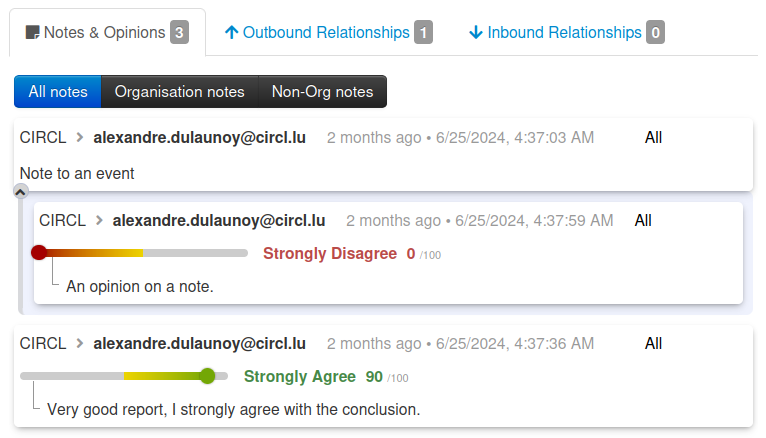 Notes & Opinions 3 Outbound Relationships 1 Inbound Relationships 0
All notes Organisation notes Non-Org notes
CIRCL > alexandre.dulaunoy@circl.lu 2 months ago • 6/25/2024, 4:37:03 AM All
Note to an event
CIRCL > alexandre.dulaunoy@circl.lu 2 months ago • 6/25/2024, 4:37:59 AM All
Strongly Disagree 0 /100
An opinion on a note.
CIRCL > alexandre.dulaunoy@circl.lu 2 months ago • 6/25/2024, 4:37:36 AM All
Strongly Agree 90 /100
Very good report, I strongly agree with the conclusion.